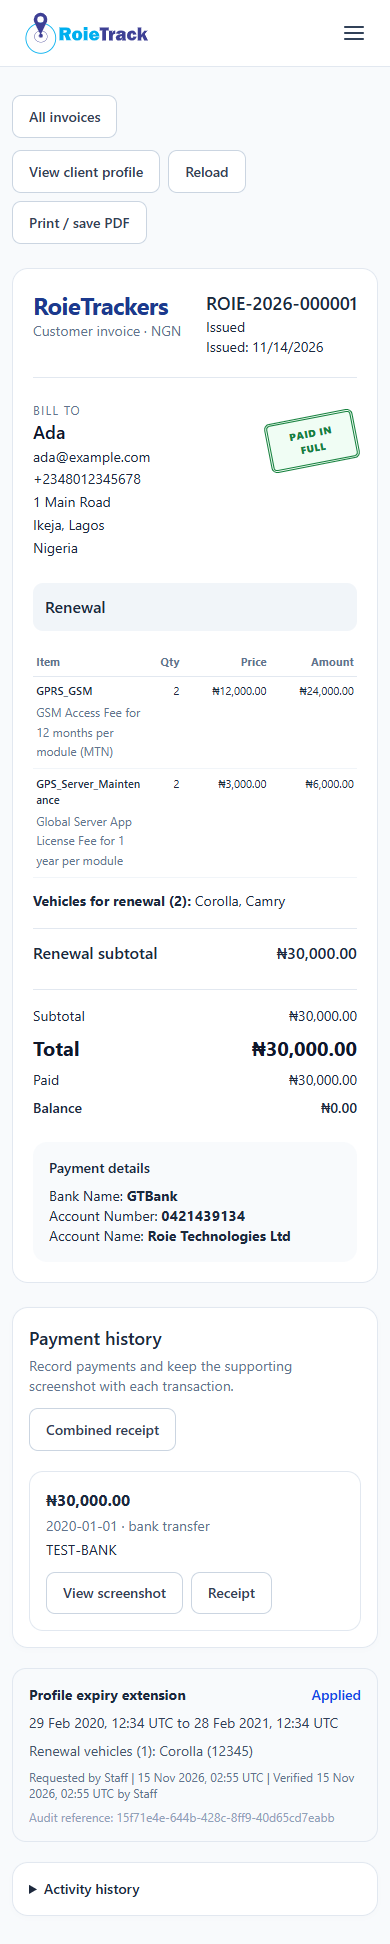 RoieTrack
All invoices
View client profile
Reload
Print / save PDF
RoieTrackers
Customer invoice · NGN
ROIE-2026-000001
Issued
Issued: 11/14/2026
BILL TO
Ada
ada@example.com
+2348012345678
1 Main Road
Ikeja, Lagos
Nigeria
PAID IN
FULL
Renewal
Item Qty Price Amount
GPRS_GSM 2 ₦12,000.00 ₦24,000.00
GSM Access Fee for
12 months per
module (MTN)
GPS_Server_Mainten 2 ₦3,000.00 ₦6,000.00
ance
Global Server App
License Fee for 1
year per module
Vehicles for renewal (2): Corolla, Camry
Renewal subtotal ₦30,000.00
Subtotal ₦30,000.00
Total ₦30,000.00
Paid ₦30,000.00
Balance ₦0.00
Payment details
Bank Name: GTBank
Account Number: 0421439134
Account Name: Roie Technologies Ltd
Payment history
Record payments and keep the supporting
screenshot with each transaction.
Combined receipt
₦30,000.00
2020-01-01 · bank transfer
TEST-BANK
View screenshot
Receipt
Profile expiry extension Applied
29 Feb 2020, 12:34 UTC to 28 Feb 2021, 12:34 UTC
Renewal vehicles (1): Corolla (12345)
Requested by Staff | 15 Nov 2026, 02:55 UTC | Verified 15 Nov
2026, 02:55 UTC by Staff
Audit reference: 15f71e4e-644b-428c-8ff9-40d65cd7eabb
Activity history